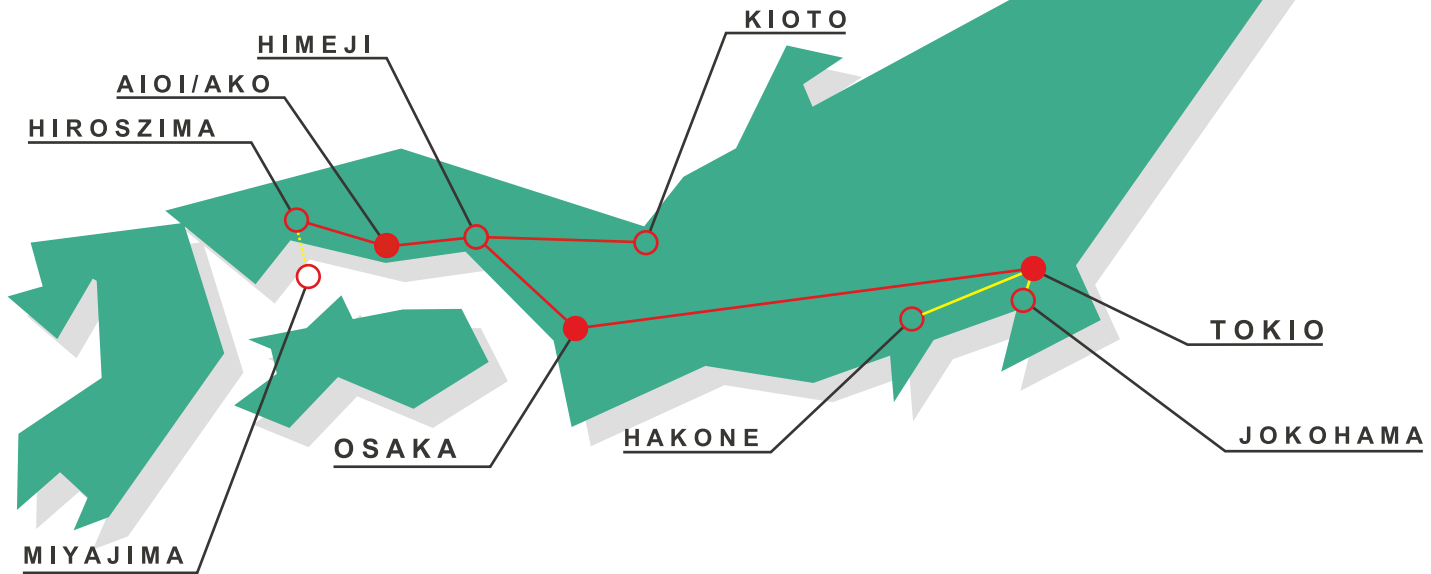 KIOTO
HIMEJI
AIOI/AKO
HIROSZIMA
TOKIO
OSAKA
HAKONE
JOKOHAMA
MIYAJIMA